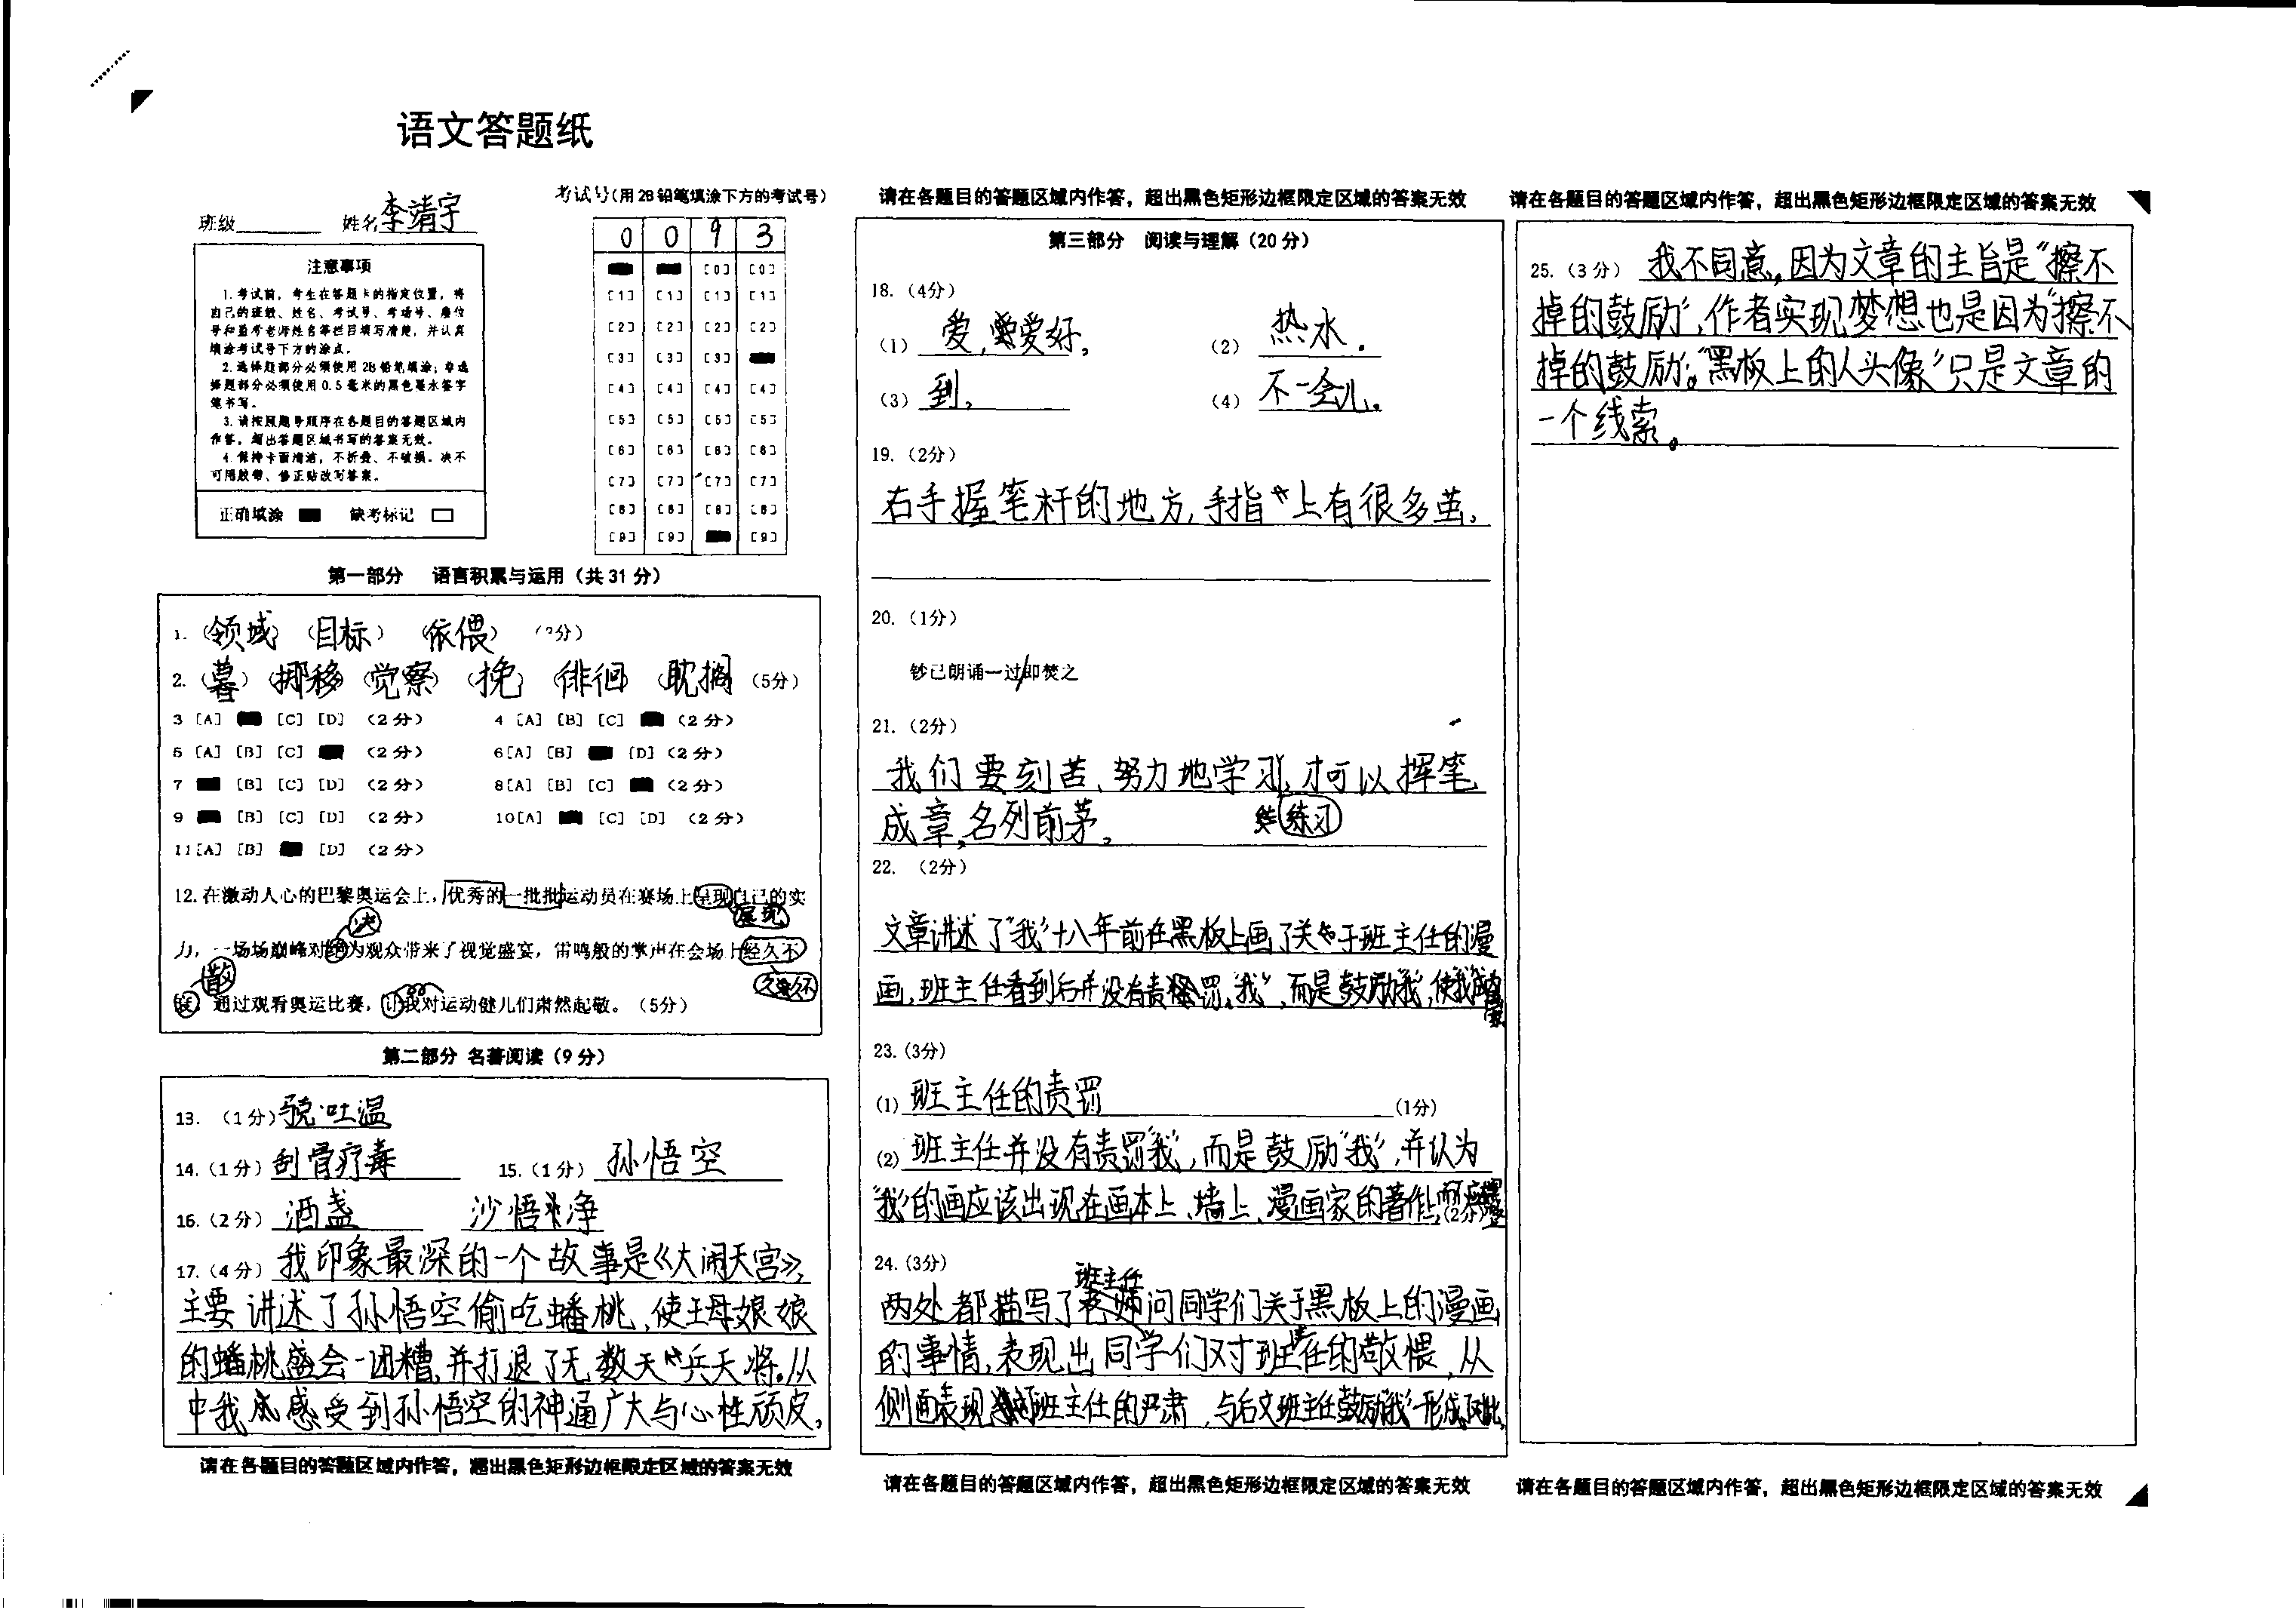 语文答题纸
班级 姓名 李靖宇
考试号(用2B铅笔填涂下方的考试号)
0 0 9 3
注意事项
1.考试前，考生在答题卡的指定位置，将
自己的班级、姓名、考试号、考场号、座位
号和监考老师姓名等栏目填写清楚，并认真
填涂考试号下方的涂点。
2.选择题部分必须使用2B铅笔填涂；非选
择题部分必须使用0.5毫米的黑色墨水签字
笔书写。
3.请按照题号顺序在各题目的答题区域内
作答，超出答题区域书写的答案无效。
4.保持卡面清洁，不折叠、不破损。决不
可用胶带、修正贴改写答案。
正确填涂 缺考标记
[0] [0]
[1] [1] [1] [1]
[2] [2] [2] [2]
[3] [3] [3]
[4] [4] [4] [4]
[5] [5] [5] [5]
[6] [6] [6] [6]
[7] [7] [7] [7]
[8] [8] [8] [8]
[9] [9] [9]
第一部分 语言积累与运用（共31分）
1.（领域）（目标）（依偎）
2.（暮）（挪移）（觉察）（挽）（徘徊）（耽搁）（5分）
3 [A] [C] [D] （2分） 4 [A] [B] [C] （2分）
5 [A] [B] [C] （2分） 6[A] [B] [D]（2分）
7 [B] [C] [D] （2分） 8[A] [B] [C] （2分）
9 [B] [C] [D] （2分） 10[A] [C] [D] （2分）
11[A] [B] [D] （2分）
12.在激动人心的巴黎奥运会上，优秀的一批批运动员在赛场上呈现自己的实
展现
决
力，一场场巅峰对绝为观众带来了视觉盛宴，雷鸣般的掌声在会场上经久不
散 久久不
通过观看奥运比赛，让我对运动健儿们肃然起敬。（5分）
第二部分 名著阅读（9分）
13.（1分）
14.（1分）刮骨疗毒 15.（1分）孙悟空
16.（2分）酒盏 沙悟净
17.（4分）我印象最深的一个故事是《大闹天宫》，
主要讲述了孙悟空偷吃蟠桃，使王母娘娘
的蟠桃盛会一团糟，并打退了无数天兵天将。从
中我感受到孙悟空的神通广大与心性顽皮，
请在各题目的答题区域内作答，超出黑色矩形边框限定区域的答案无效
请在各题目的答题区域内作答，超出黑色矩形边框限定区域的答案无效
第三部分 阅读与理解（20分）
18.（4分）
（1）爱，爱好， （2）热水．
（3）到， （4）不一会儿。
19.（2分）
右手握笔杆的地方，手指上有很多茧，
20.（1分）
钞已朗诵一过/即焚之
21.（2分）
我们要刻苦、努力地学习，才可以挥笔
成章，名列前茅。 练习
22.（2分）
文章讲述了“我”十八年前在黑板上画了关于班主任的漫
画，班主任看到后并没有责罚“我”，而是鼓励“我”，使“我”
23.(3分)
(1) 班主任的责罚 (1分)
(2) 班主任并没有责罚“我”，而是鼓励“我”，并认为
“我”的画应该出现在画本上、墙上、漫画家的著作上，(2分)
24.(3分)
班主任
两处都描写了问同学们关于黑板上的漫画
的事情，表现出同学们对班主任的敬偎，从
侧面表现班主任的严肃，与后文班主任鼓励“我”形成对比，
请在各题目的答题区域内作答，超出黑色矩形边框限定区域的答案无效
请在各题目的答题区域内作答，超出黑色矩形边框限定区域的答案无效
25.（3分）我不同意，因为文章的主旨是“擦不
掉的鼓励”，作者实现梦想也是因为“擦不
掉的鼓励”。“黑板上的人头像”只是文章的
一个线索。
请在各题目的答题区域内作答，超出黑色矩形边框限定区域的答案无效